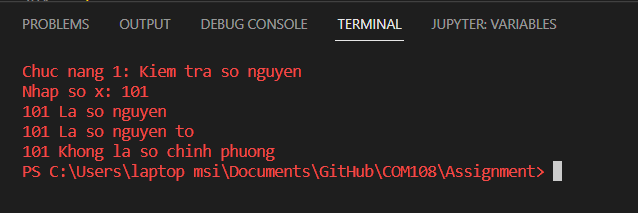 PROBLEMS OUTPUT DEBUG CONSOLE TERMINAL JUPYTER: VARIABLES
Chuc nang 1: Kiem tra so nguyen
Nhap so x: 101
101 La so nguyen
101 La so nguyen to
101 Khong la so chinh phuong
PS C:\Users\laptop msi\Documents\GitHub\COM108\Assignment>